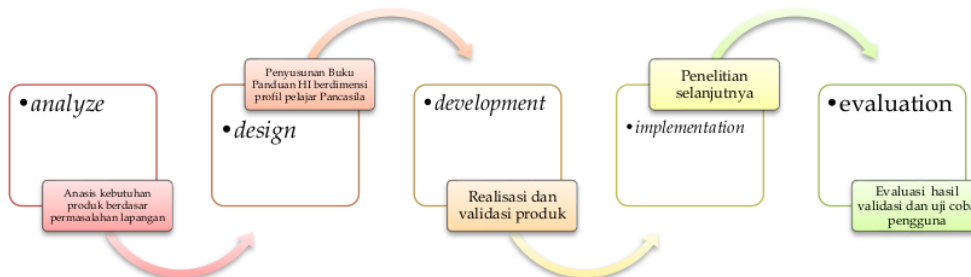 •analyze
Anasis kebutuhan
produk berdasar
permasalahan lapangan
Penyusunan Buku
Panduan HI berdimensi
profil pelajar Pancasila
•design
•development
Realisasi dan
validasi produk
Penelitian
selanjutnya
•implementation
•evaluation
Evaluasi hasil
validasi dan uji coba
pengguna